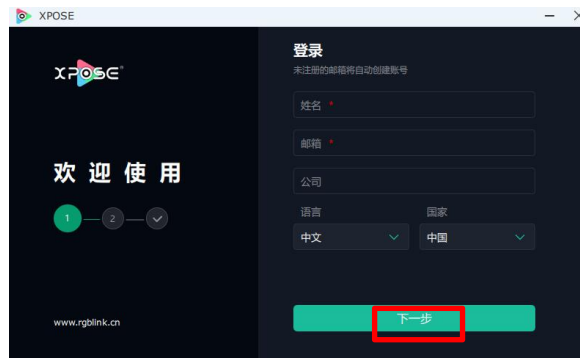 XPOSE
XPOSE
欢迎使用
1
2
www.rgblink.cn
登录
未注册的邮箱将自动创建账号
姓名 *
邮箱 *
公司
语言 国家
中文 中国
下一步